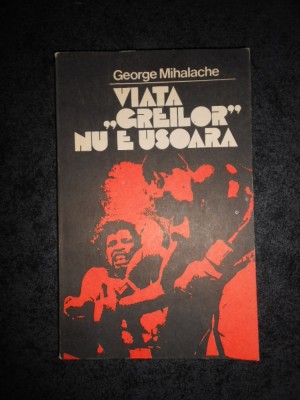 George Mihalache
VIATA
„GREILOR”
NU E USOARA